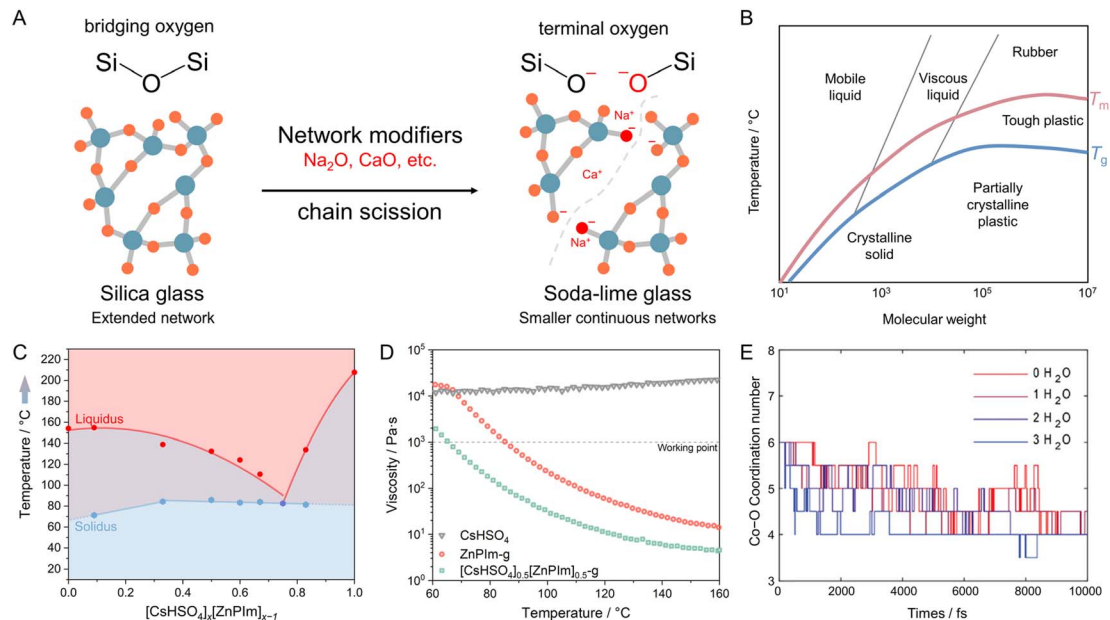 A
bridging oxygen
Si Si
O
Silica glass
Extended network
Network modifiers
Na₂O, CaO, etc.
chain scission
terminal oxygen
Si Si
O⁻ ⁻O
Na⁺
−
−
Ca⁺
−
−
Na⁺
Soda-lime glass
Smaller continuous networks
B
Temperature / °C
Mobile
liquid
Viscous
liquid
Rubber
Tm
Tough plastic
Tg
Partially
crystalline
plastic
Crystalline
solid
10¹ 10³ 10⁵ 10⁷
Molecular weight
C
Temperature / °C
220
200
180
160
140
120
100
80
60
40
20
Liquidus
Solidus
0.0 0.2 0.4 0.6 0.8 1.0
[CsHSO₄]ₓ[ZnPIm]ₓ₋₁
D
Viscosity / Pa·s
10⁵
10⁴
10³
10²
10¹
10⁰
Working point
CsHSO₄
ZnPIm-g
[CsHSO₄]₀.₅[ZnPIm]₀.₅-g
60 80 100 120 140 160
Temperature / °C
E
Co−O Coordination number
8
7
6
5
4
3
0 H₂O
1 H₂O
2 H₂O
3 H₂O
0 2000 4000 6000 8000 10000
Times / fs